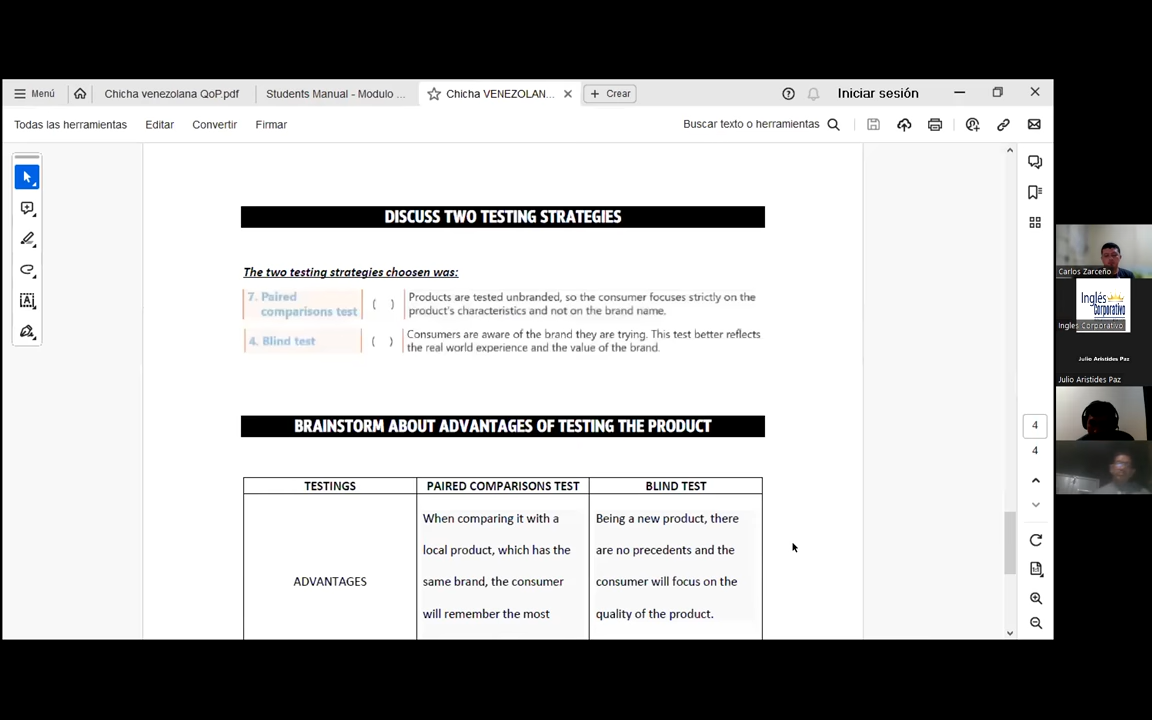 Menú
Chicha venezolana QoP.pdf
Students Manual - Modulo ...
Chicha VENEZOLAN...
Crear
Iniciar sesión
Todas las herramientas
Editar
Convertir
Firmar
Buscar texto o herramientas
DISCUSS TWO TESTING STRATEGIES
The two testing strategies choosen was:
7. Paired ( ) Products are tested unbranded, so the consumer focuses strictly on the
comparisons test product's characteristics and not on the brand name.
4. Blind test ( ) Consumers are aware of the brand they are trying. This test better reflects
the real world experience and the value of the brand.
BRAINSTORM ABOUT ADVANTAGES OF TESTING THE PRODUCT
TESTINGS PAIRED COMPARISONS TEST BLIND TEST
ADVANTAGES
When comparing it with a
local product, which has the
same brand, the consumer
will remember the most
Being a new product, there
are no precedents and the
consumer will focus on the
quality of the product.
4
4
Carlos Zarceño
Inglés
Corporativo
Ingles Corporativo
Julio Aristides Paz
Julio Aristides Paz